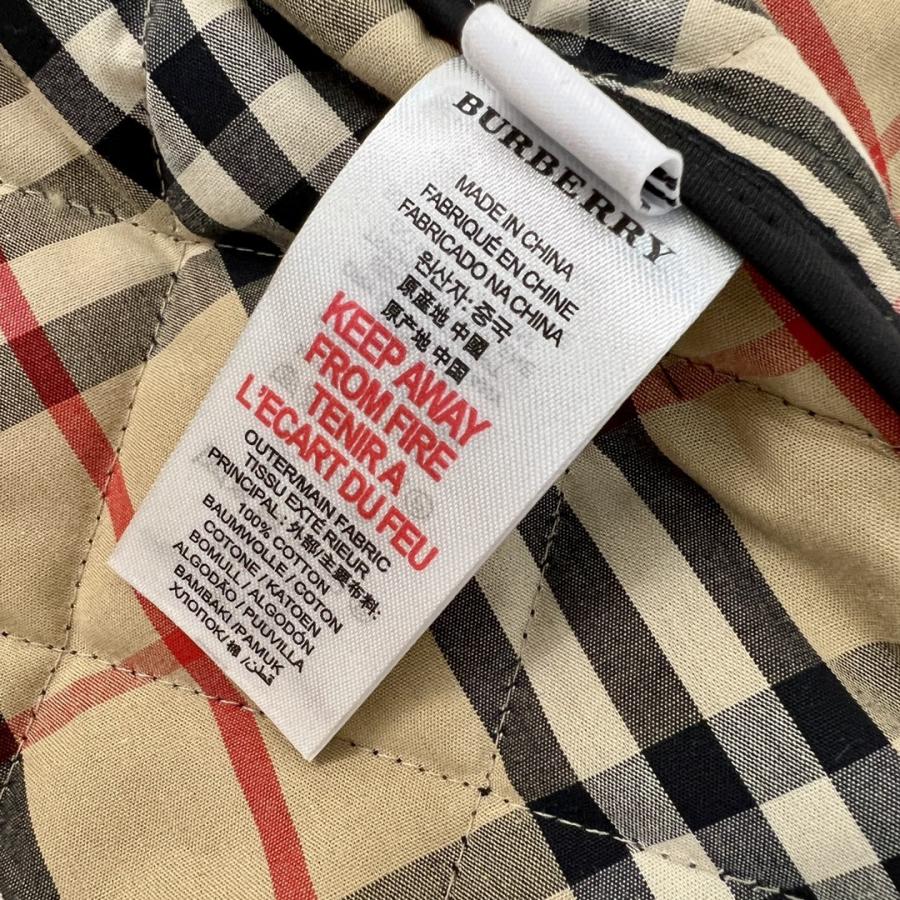 BURBERRY
MADE IN CHINA
FABRIQUÉ EN CHINE
FABRICADO NA CHINA
원산지: 중국
原産地 中國
原产地 中国
KEEP AWAY
FROM FIRE
TENIR A
L'ECART DU FEU
OUTER/MAIN FABRIC
TISSU EXTÉRIEUR
PRINCIPAL: 外部/主要布料:
100% COTTON
BAUMWOLLE / COTON
COTONE / KATOEN
BOMULL / ALGODÓN
ALGODÃO / PUUVILLA
BAMBAKI / PAMUK
ХЛОПОК/ 棉 /قطن